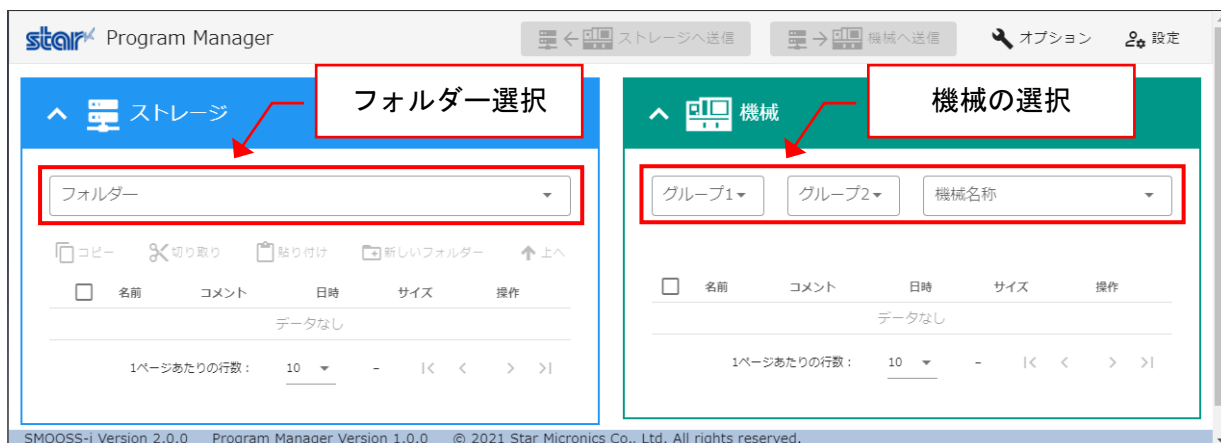 star Program Manager ストレージへ送信 機械へ送信 オプション 設定
ストレージ フォルダー選択 機械 機械の選択
フォルダー グループ1 グループ2 機械名称
コピー 切り取り 貼り付け 新しいフォルダー 上へ
名前 コメント 日時 サイズ 操作 名前 コメント 日時 サイズ 操作
データなし データなし
1ページあたりの行数： 10 – 1ページあたりの行数： 10 –
SMOOSS-i Version 2.0.0 Program Manager Version 1.0.0 © 2021 Star Micronics Co., Ltd. All rights reserved.